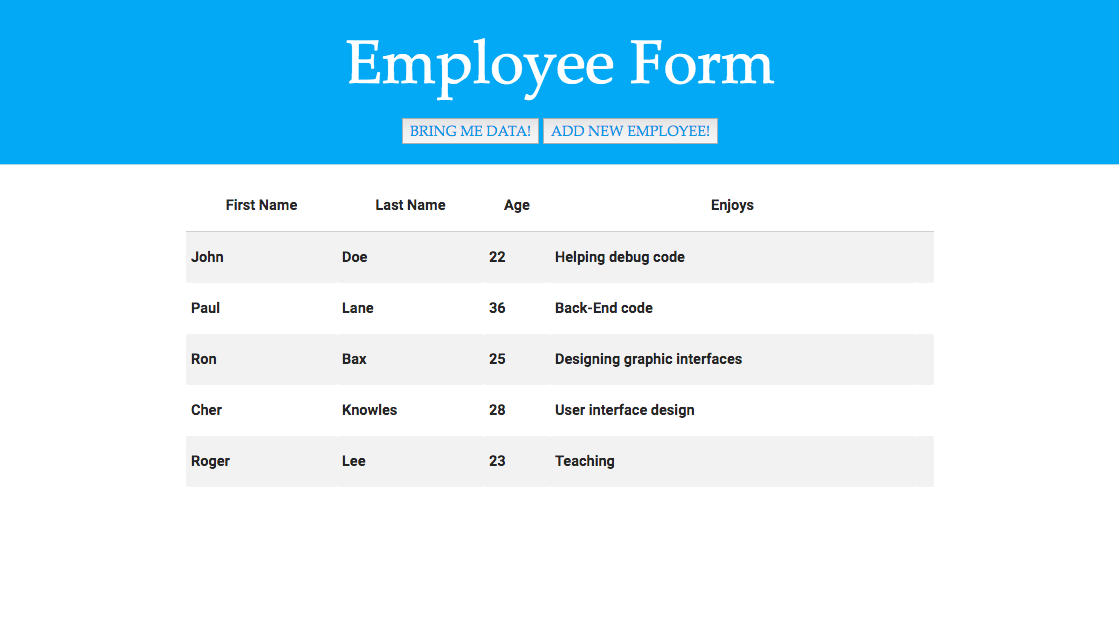 Employee Form
BRING ME DATA! ADD NEW EMPLOYEE!
First Name Last Name Age Enjoys
John Doe 22 Helping debug code
Paul Lane 36 Back-End code
Ron Bax 25 Designing graphic interfaces
Cher Knowles 28 User interface design
Roger Lee 23 Teaching